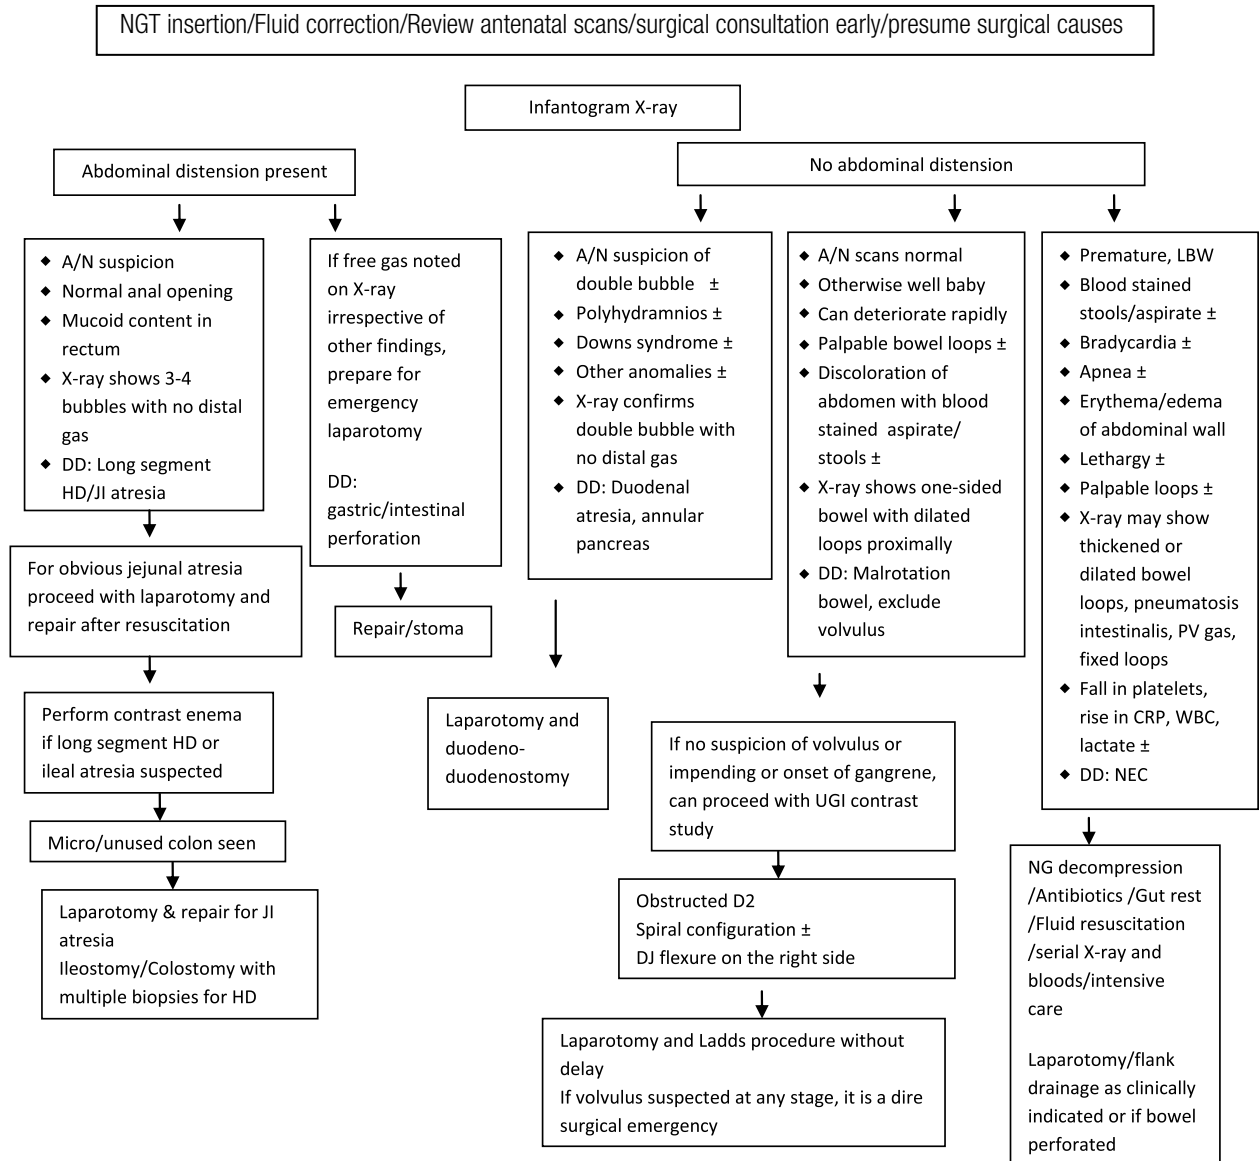 NGT insertion/Fluid correction/Review antenatal scans/surgical consultation early/presume surgical causes
Infantogram X-ray
Abdominal distension present
No abdominal distension
◆ A/N suspicion
◆ Normal anal opening
◆ Mucoid content in
rectum
◆ X-ray shows 3-4
bubbles with no distal
gas
◆ DD: Long segment
HD/JI atresia
For obvious jejunal atresia
proceed with laparotomy and
repair after resuscitation
Perform contrast enema
if long segment HD or
ileal atresia suspected
Micro/unused colon seen
Laparotomy & repair for JI
atresia
Ileostomy/Colostomy with
multiple biopsies for HD
If free gas noted
on X-ray
irrespective of
other findings,
prepare for
emergency
laparotomy
DD:
gastric/intestinal
perforation
Repair/stoma
◆ A/N suspicion of
double bubble ±
◆ Polyhydramnios ±
◆ Downs syndrome ±
◆ Other anomalies ±
◆ X-ray confirms
double bubble with
no distal gas
◆ DD: Duodenal
atresia, annular
pancreas
Laparotomy and
duodeno-
duodenostomy
◆ A/N scans normal
◆ Otherwise well baby
◆ Can deteriorate rapidly
◆ Palpable bowel loops ±
◆ Discoloration of
abdomen with blood
stained aspirate/
stools ±
◆ X-ray shows one-sided
bowel with dilated
loops proximally
◆ DD: Malrotation
bowel, exclude
volvulus
If no suspicion of volvulus or
impending or onset of gangrene,
can proceed with UGI contrast
study
Obstructed D2
Spiral configuration ±
DJ flexure on the right side
Laparotomy and Ladds procedure without
delay
If volvulus suspected at any stage, it is a dire
surgical emergency
◆ Premature, LBW
◆ Blood stained
stools/aspirate ±
◆ Bradycardia ±
◆ Apnea ±
◆ Erythema/edema
of abdominal wall
◆ Lethargy ±
◆ Palpable loops ±
◆ X-ray may show
thickened or
dilated bowel
loops, pneumatosis
intestinalis, PV gas,
fixed loops
◆ Fall in platelets,
rise in CRP, WBC,
lactate ±
◆ DD: NEC
NG decompression
/Antibiotics /Gut rest
/Fluid resuscitation
/serial X-ray and
bloods/intensive
care
Laparotomy/flank
drainage as clinically
indicated or if bowel
perforated